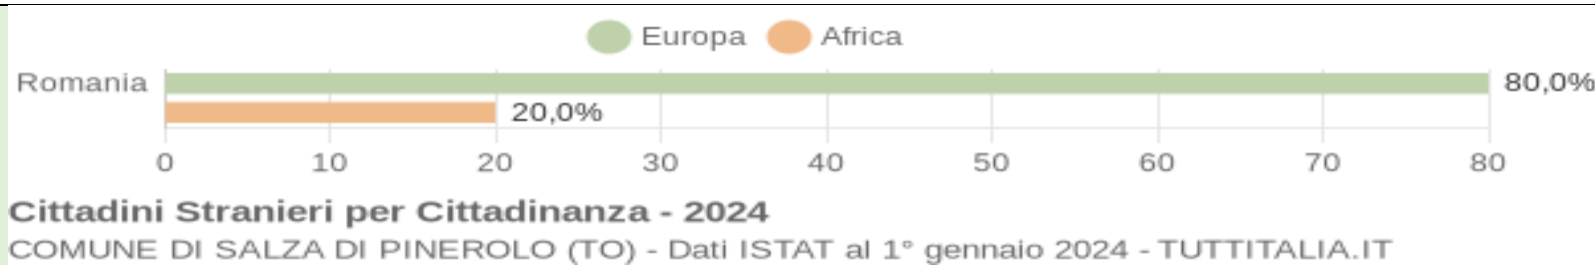 Europa Africa
Romania 80,0%
20,0%
0 10 20 30 40 50 60 70 80
Cittadini Stranieri per Cittadinanza - 2024
COMUNE DI SALZA DI PINEROLO (TO) - Dati ISTAT al 1° gennaio 2024 - TUTTITALIA.IT